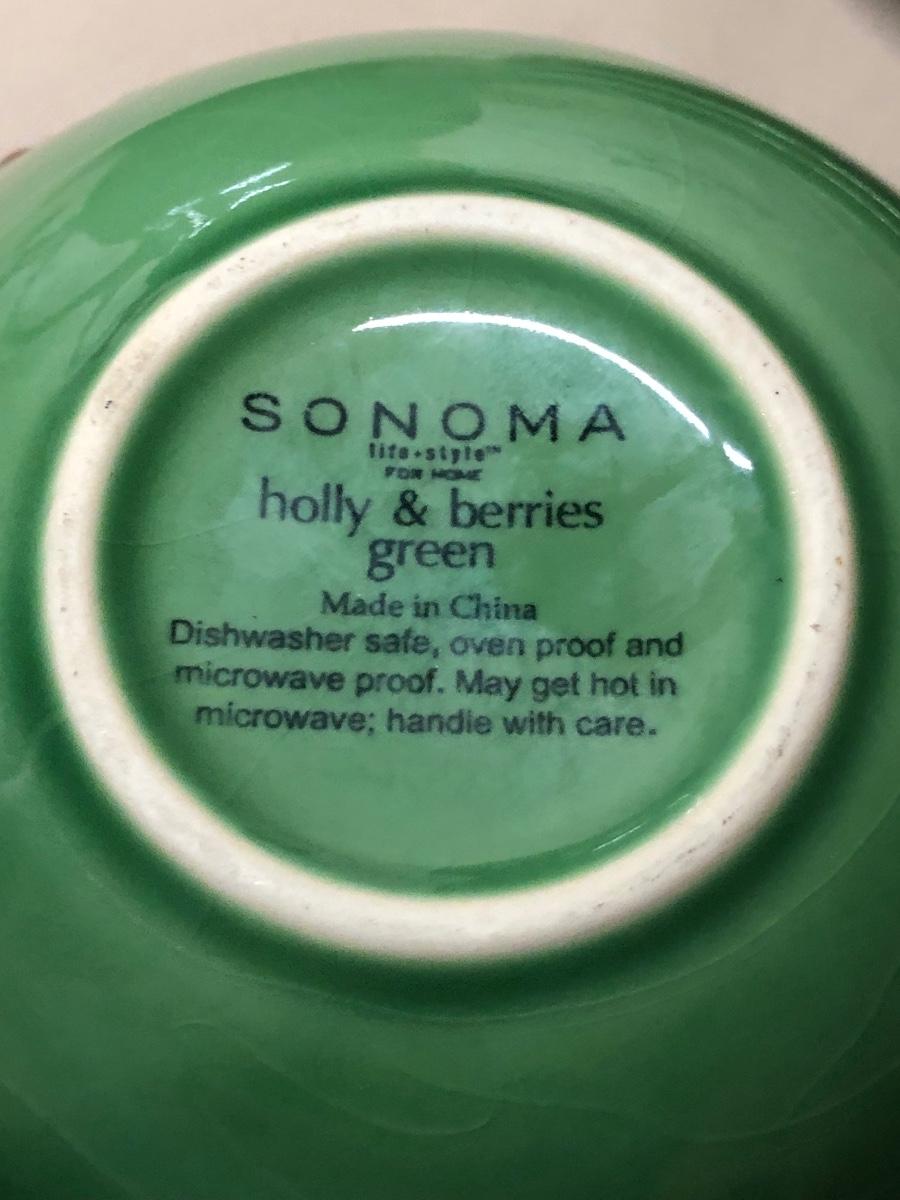 SONOMA
life+style™
FOR HOME
holly & berries
green
Made in China
Dishwasher safe, oven proof and
microwave proof. May get hot in
microwave; handle with care.